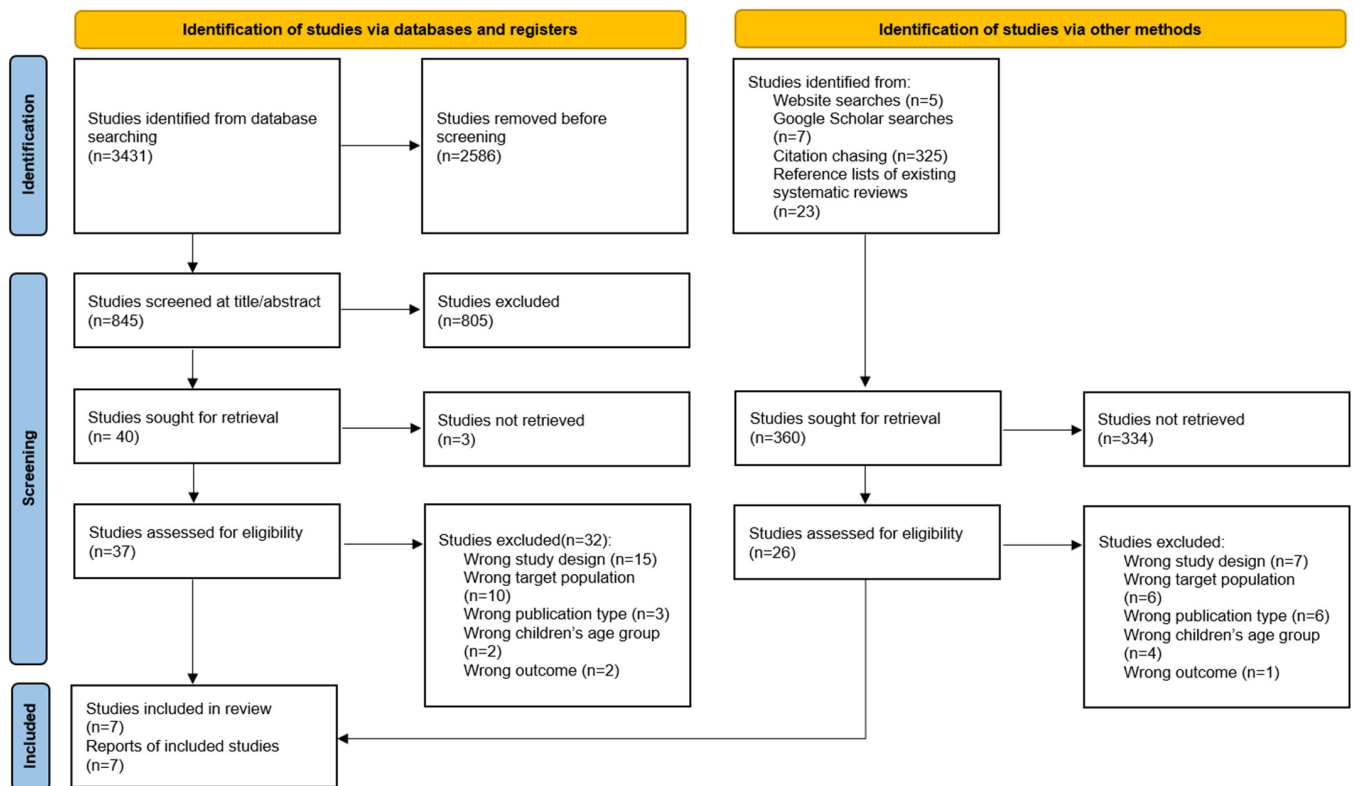 Identification of studies via databases and registers
Identification of studies via other methods
Identification
Studies identified from database
searching
(n=3431)
Studies removed before
screening
(n=2586)
Studies identified from:
Website searches (n=5)
Google Scholar searches
(n=7)
Citation chasing (n=325)
Reference lists of existing
systematic reviews
(n=23)
Screening
Studies screened at title/abstract
(n=845)
Studies excluded
(n=805)
Studies sought for retrieval
(n= 40)
Studies not retrieved
(n=3)
Studies sought for retrieval
(n=360)
Studies not retrieved
(n=334)
Studies assessed for eligibility
(n=37)
Studies excluded(n=32):
Wrong study design (n=15)
Wrong target population
(n=10)
Wrong publication type (n=3)
Wrong children's age group
(n=2)
Wrong outcome (n=2)
Studies assessed for eligibility
(n=26)
Studies excluded:
Wrong study design (n=7)
Wrong target population
(n=6)
Wrong publication type (n=6)
Wrong children's age group
(n=4)
Wrong outcome (n=1)
Included
Studies included in review
(n=7)
Reports of included studies
(n=7)